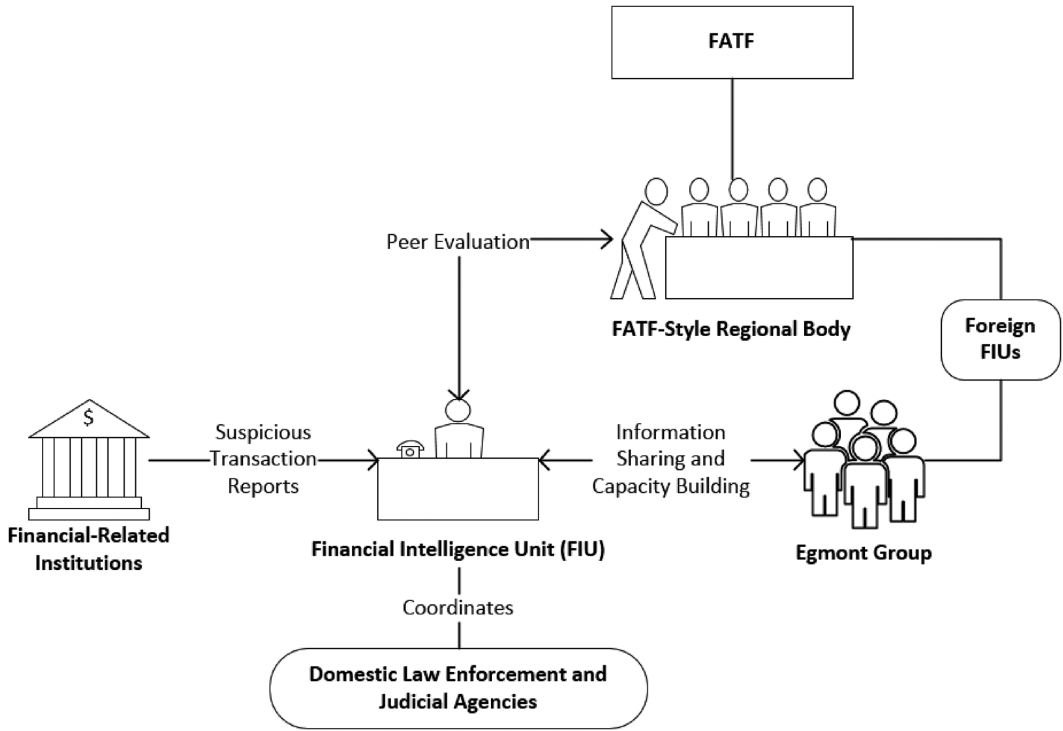 FATF
Peer Evaluation
FATF-Style Regional Body
Foreign
FIUs
$
Suspicious
Transaction
Reports
Information
Sharing and
Capacity Building
Financial-Related
Institutions
Financial Intelligence Unit (FIU)
Egmont Group
Coordinates
Domestic Law Enforcement and
Judicial Agencies